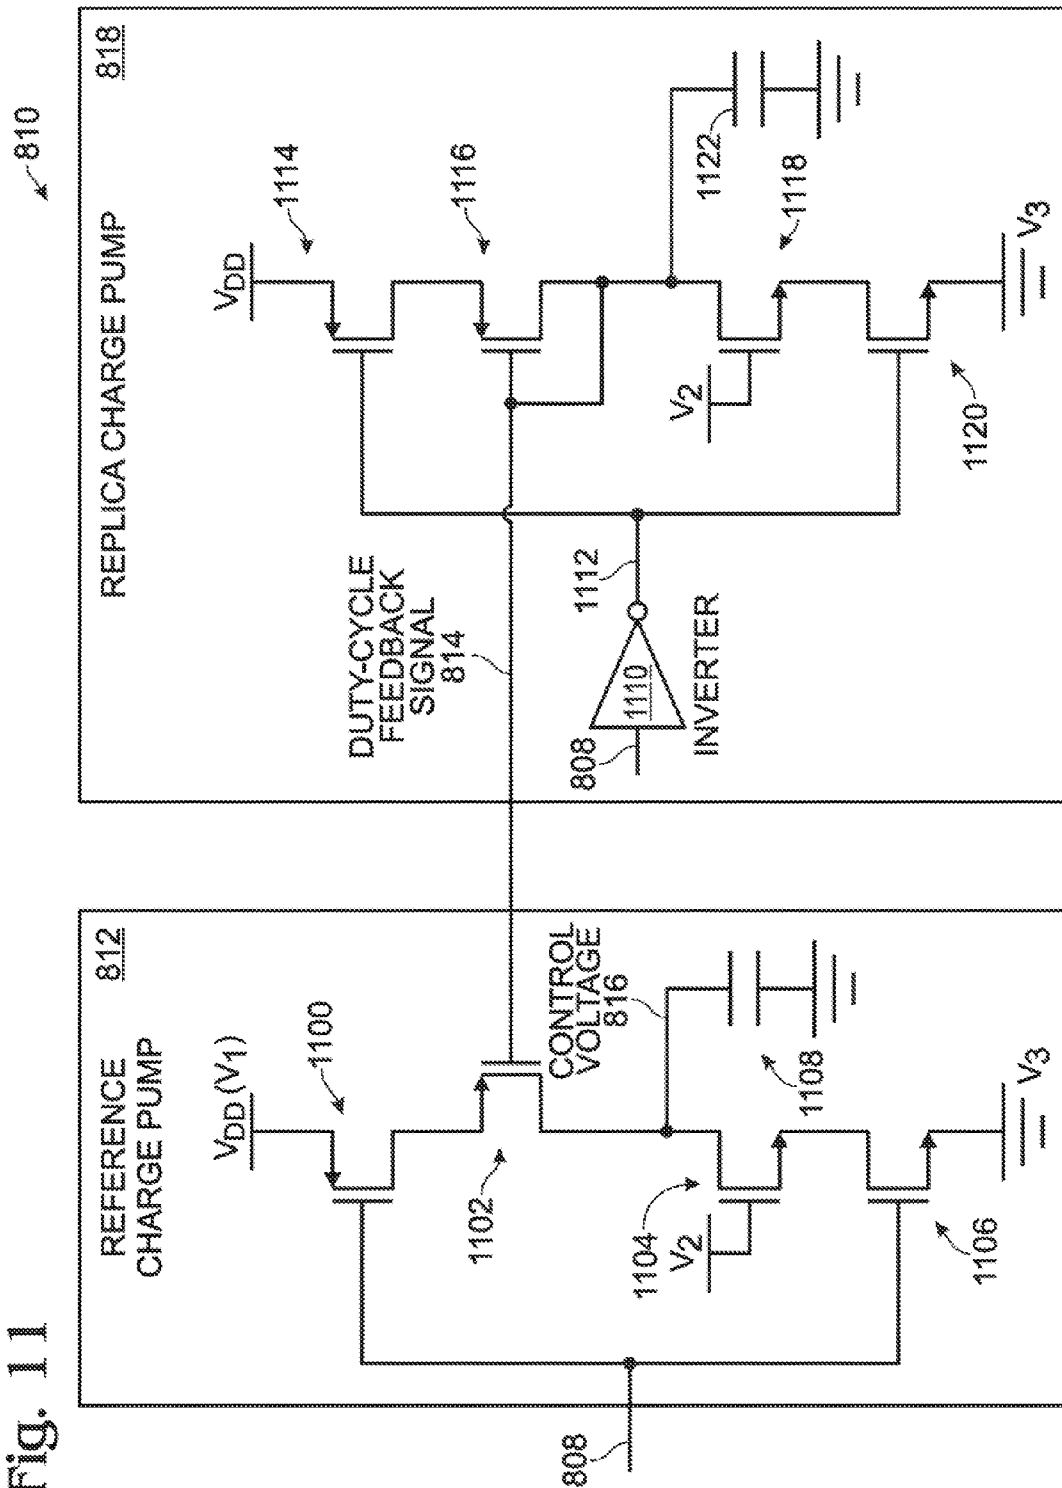 Fig. 11
810
REFERENCE
CHARGE PUMP
812
VDD (V1)
1100
1102
CONTROL
VOLTAGE
816
1104
V2
1108
1106
V3
808
REPLICA CHARGE PUMP
818
VDD
1114
1116
DUTY-CYCLE
FEEDBACK
SIGNAL
814
808
1110
INVERTER
1112
V2
1122
1118
1120
V3